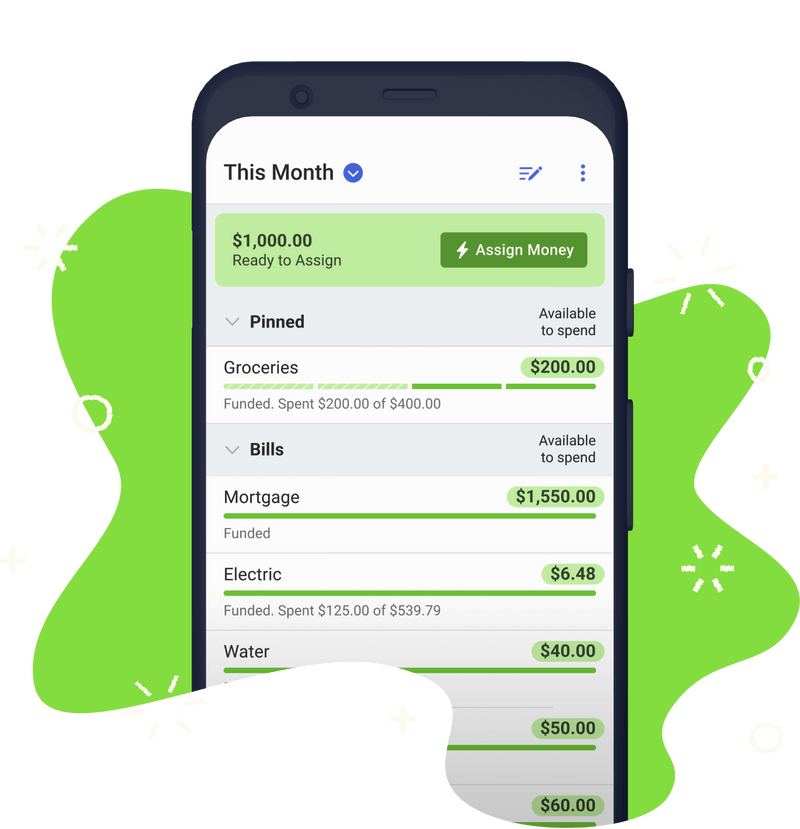 This Month
$1,000.00
Ready to Assign
Assign Money
Pinned
Available
to spend
Groceries
$200.00
Funded. Spent $200.00 of $400.00
Bills
Available
to spend
Mortgage
$1,550.00
Funded
Electric
$6.48
Funded. Spent $125.00 of $539.79
Water
$40.00
$50.00
$60.00